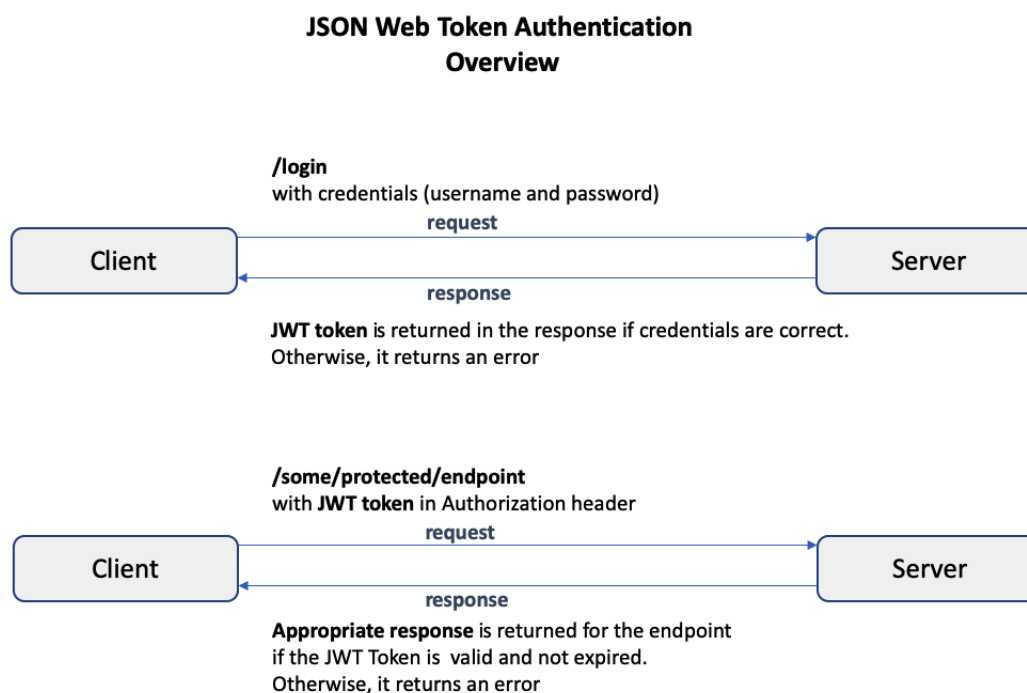 JSON Web Token Authentication
Overview
/login
with credentials (username and password)
request
Client
Server
response
JWT token is returned in the response if credentials are correct.
Otherwise, it returns an error
/some/protected/endpoint
with JWT token in Authorization header
request
Client
Server
response
Appropriate response is returned for the endpoint
if the JWT Token is valid and not expired.
Otherwise, it returns an error